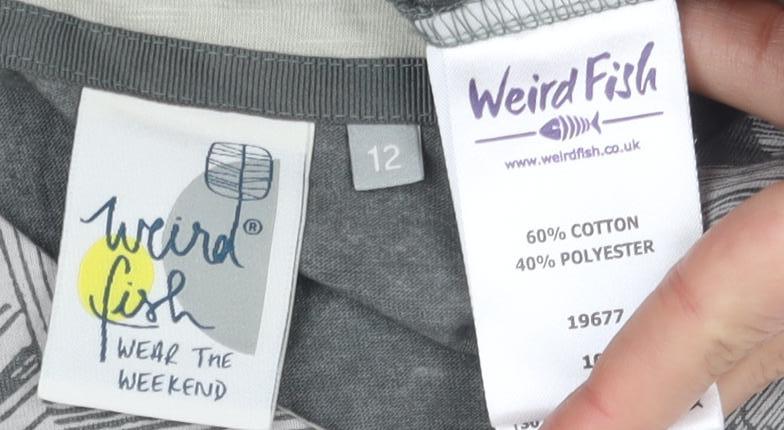 weird®
fish
WEAR THE
WEEKEND
12
Weird Fish
www.weirdfish.co.uk
60% COTTON
40% POLYESTER
19677